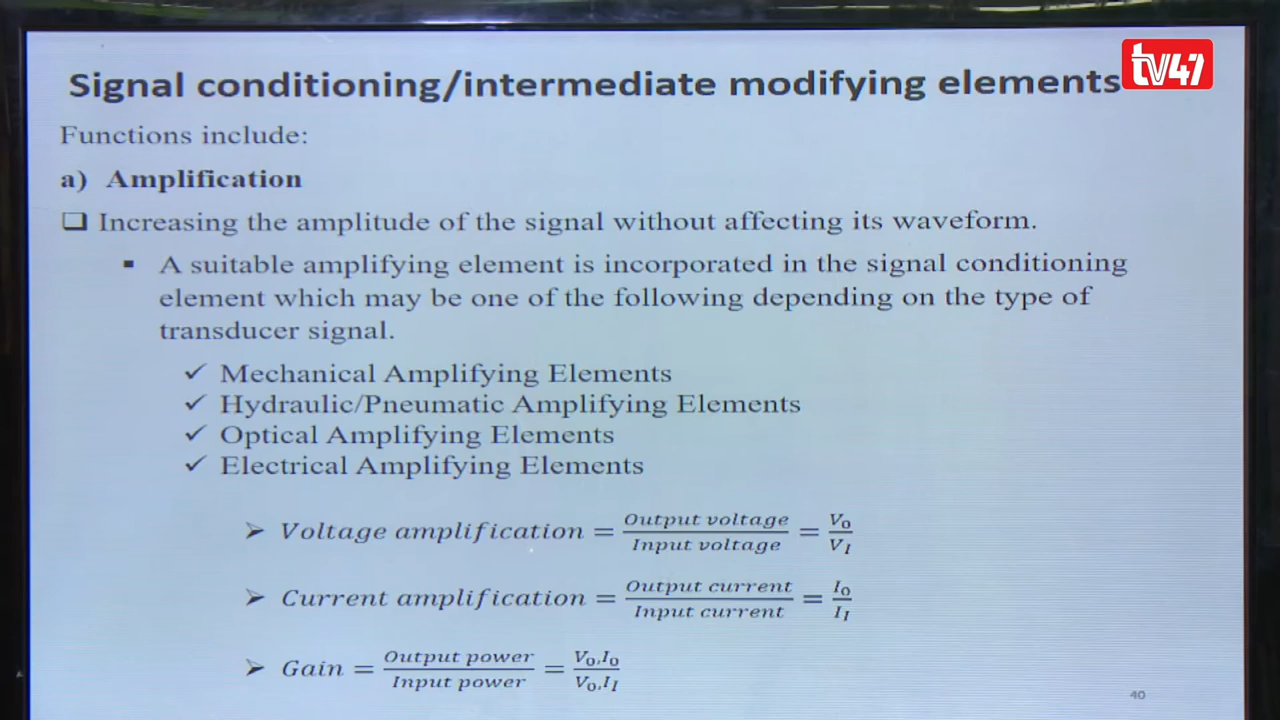 Signal conditioning/intermediate modifying elements
tv47
Functions include:
a) Amplification
❑ Increasing the amplitude of the signal without affecting its waveform.
▪ A suitable amplifying element is incorporated in the signal conditioning
element which may be one of the following depending on the type of
transducer signal.
✓ Mechanical Amplifying Elements
✓ Hydraulic/Pneumatic Amplifying Elements
✓ Optical Amplifying Elements
✓ Electrical Amplifying Elements
➢ Voltage amplification = Output voltage / Input voltage = V₀ / V_I
➢ Current amplification = Output current / Input current = I₀ / I_I
➢ Gain = Output power / Input power = V₀.I₀ / V₀.I_I
40